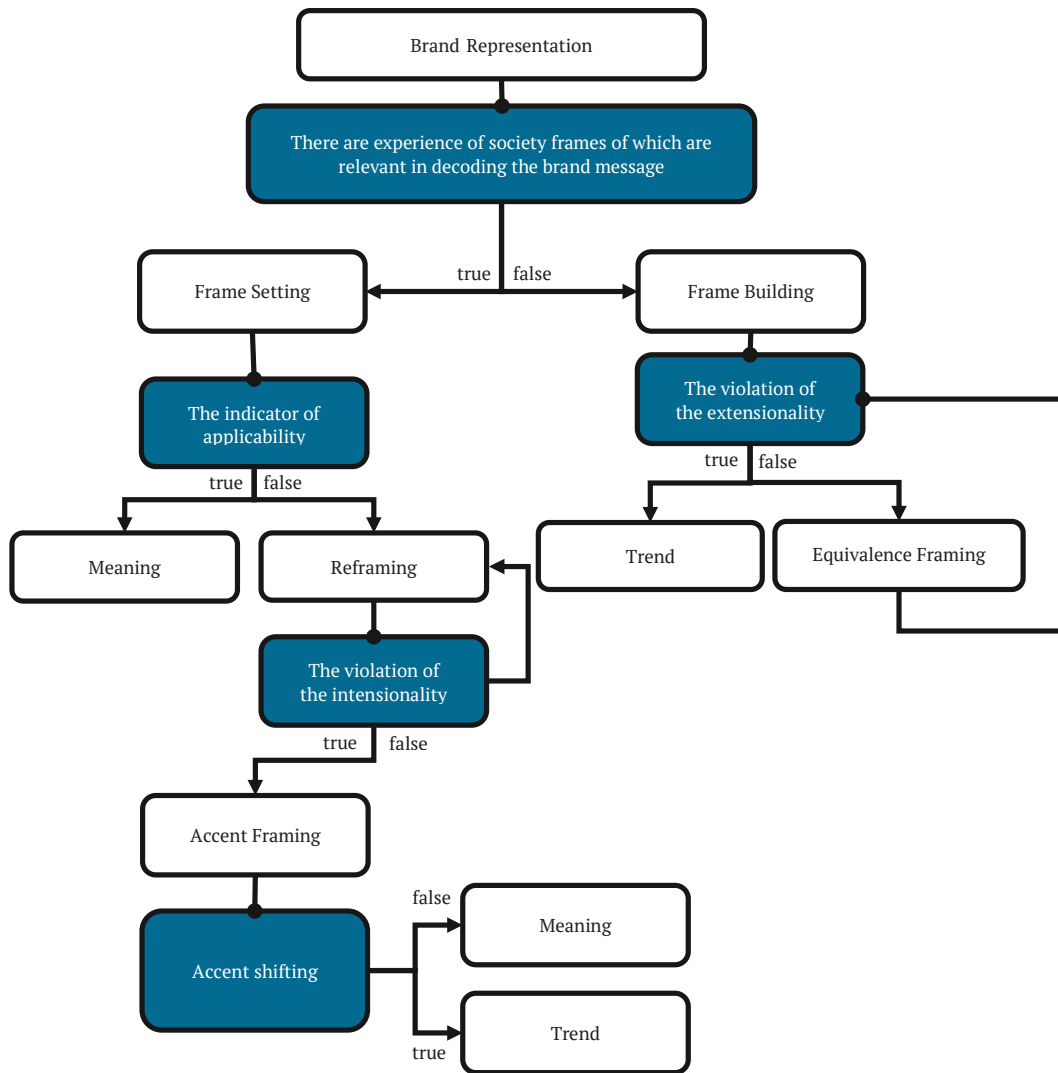 Brand Representation
There are experience of society frames of which are
relevant in decoding the brand message
true false
Frame Setting
Frame Building
The indicator of
applicability
The violation of
the extensionality
true false
true false
Meaning
Reframing
Trend
Equivalence Framing
The violation of
the intensionality
true false
Accent Framing
Accent shifting
false
Meaning
Trend
true